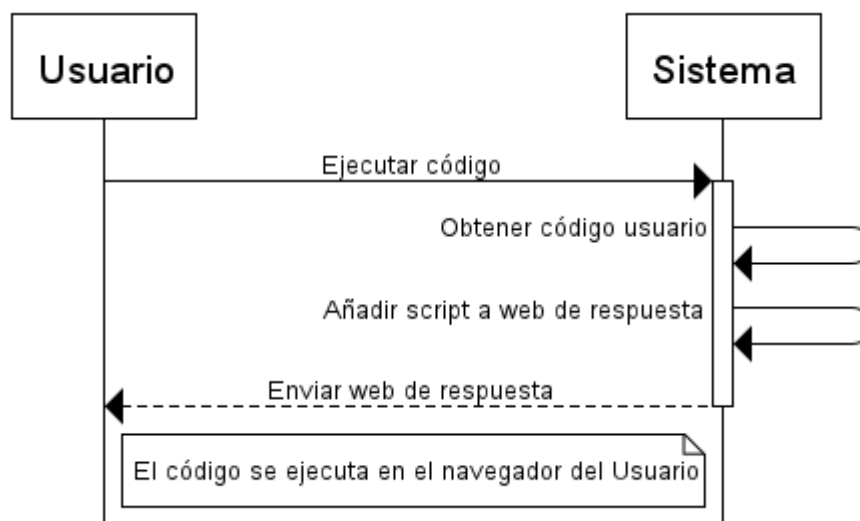 Usuario
Sistema
Ejecutar código
Obtener código usuario
Añadir script a web de respuesta
Enviar web de respuesta
El código se ejecuta en el navegador del Usuario